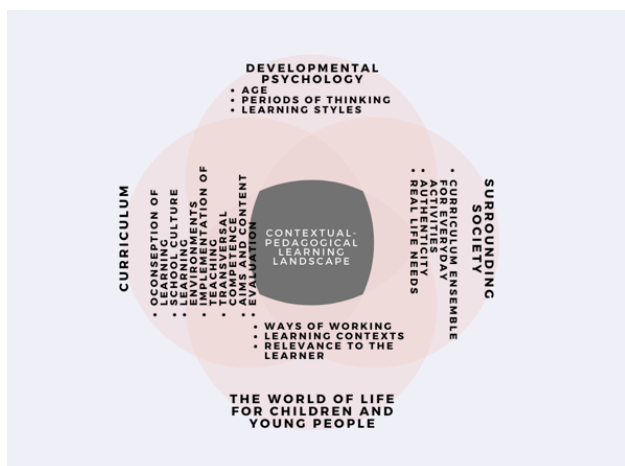 DEVELOPMENTAL
PSYCHOLOGY
• AGE
• PERIODS OF THINKING
• LEARNING STYLES
CURRICULUM
• OCONSEPTION OF
LEARNING
• SCHOOL CULTURE
• LEARNING
ENVIRONMENTS
• IMPLEMENTATION OF
TEACHING
• TRANSVERSAL
COMPETENCE
• AIMS AND CONTENT
• EVALUATION
CONTEXTUAL-
PEDAGOGICAL
LEARNING
LANDSCAPE
SURROUNDING
SOCIETY
• CURRICULUM ENSEMBLE
FOR EVERYDAY
ACTIVITIES
• AUTHENTICITY
• REAL LIFE NEEDS
• WAYS OF WORKING
• LEARNING CONTEXTS
• RELEVANCE TO THE
LEARNER
THE WORLD OF LIFE
FOR CHILDREN AND
YOUNG PEOPLE